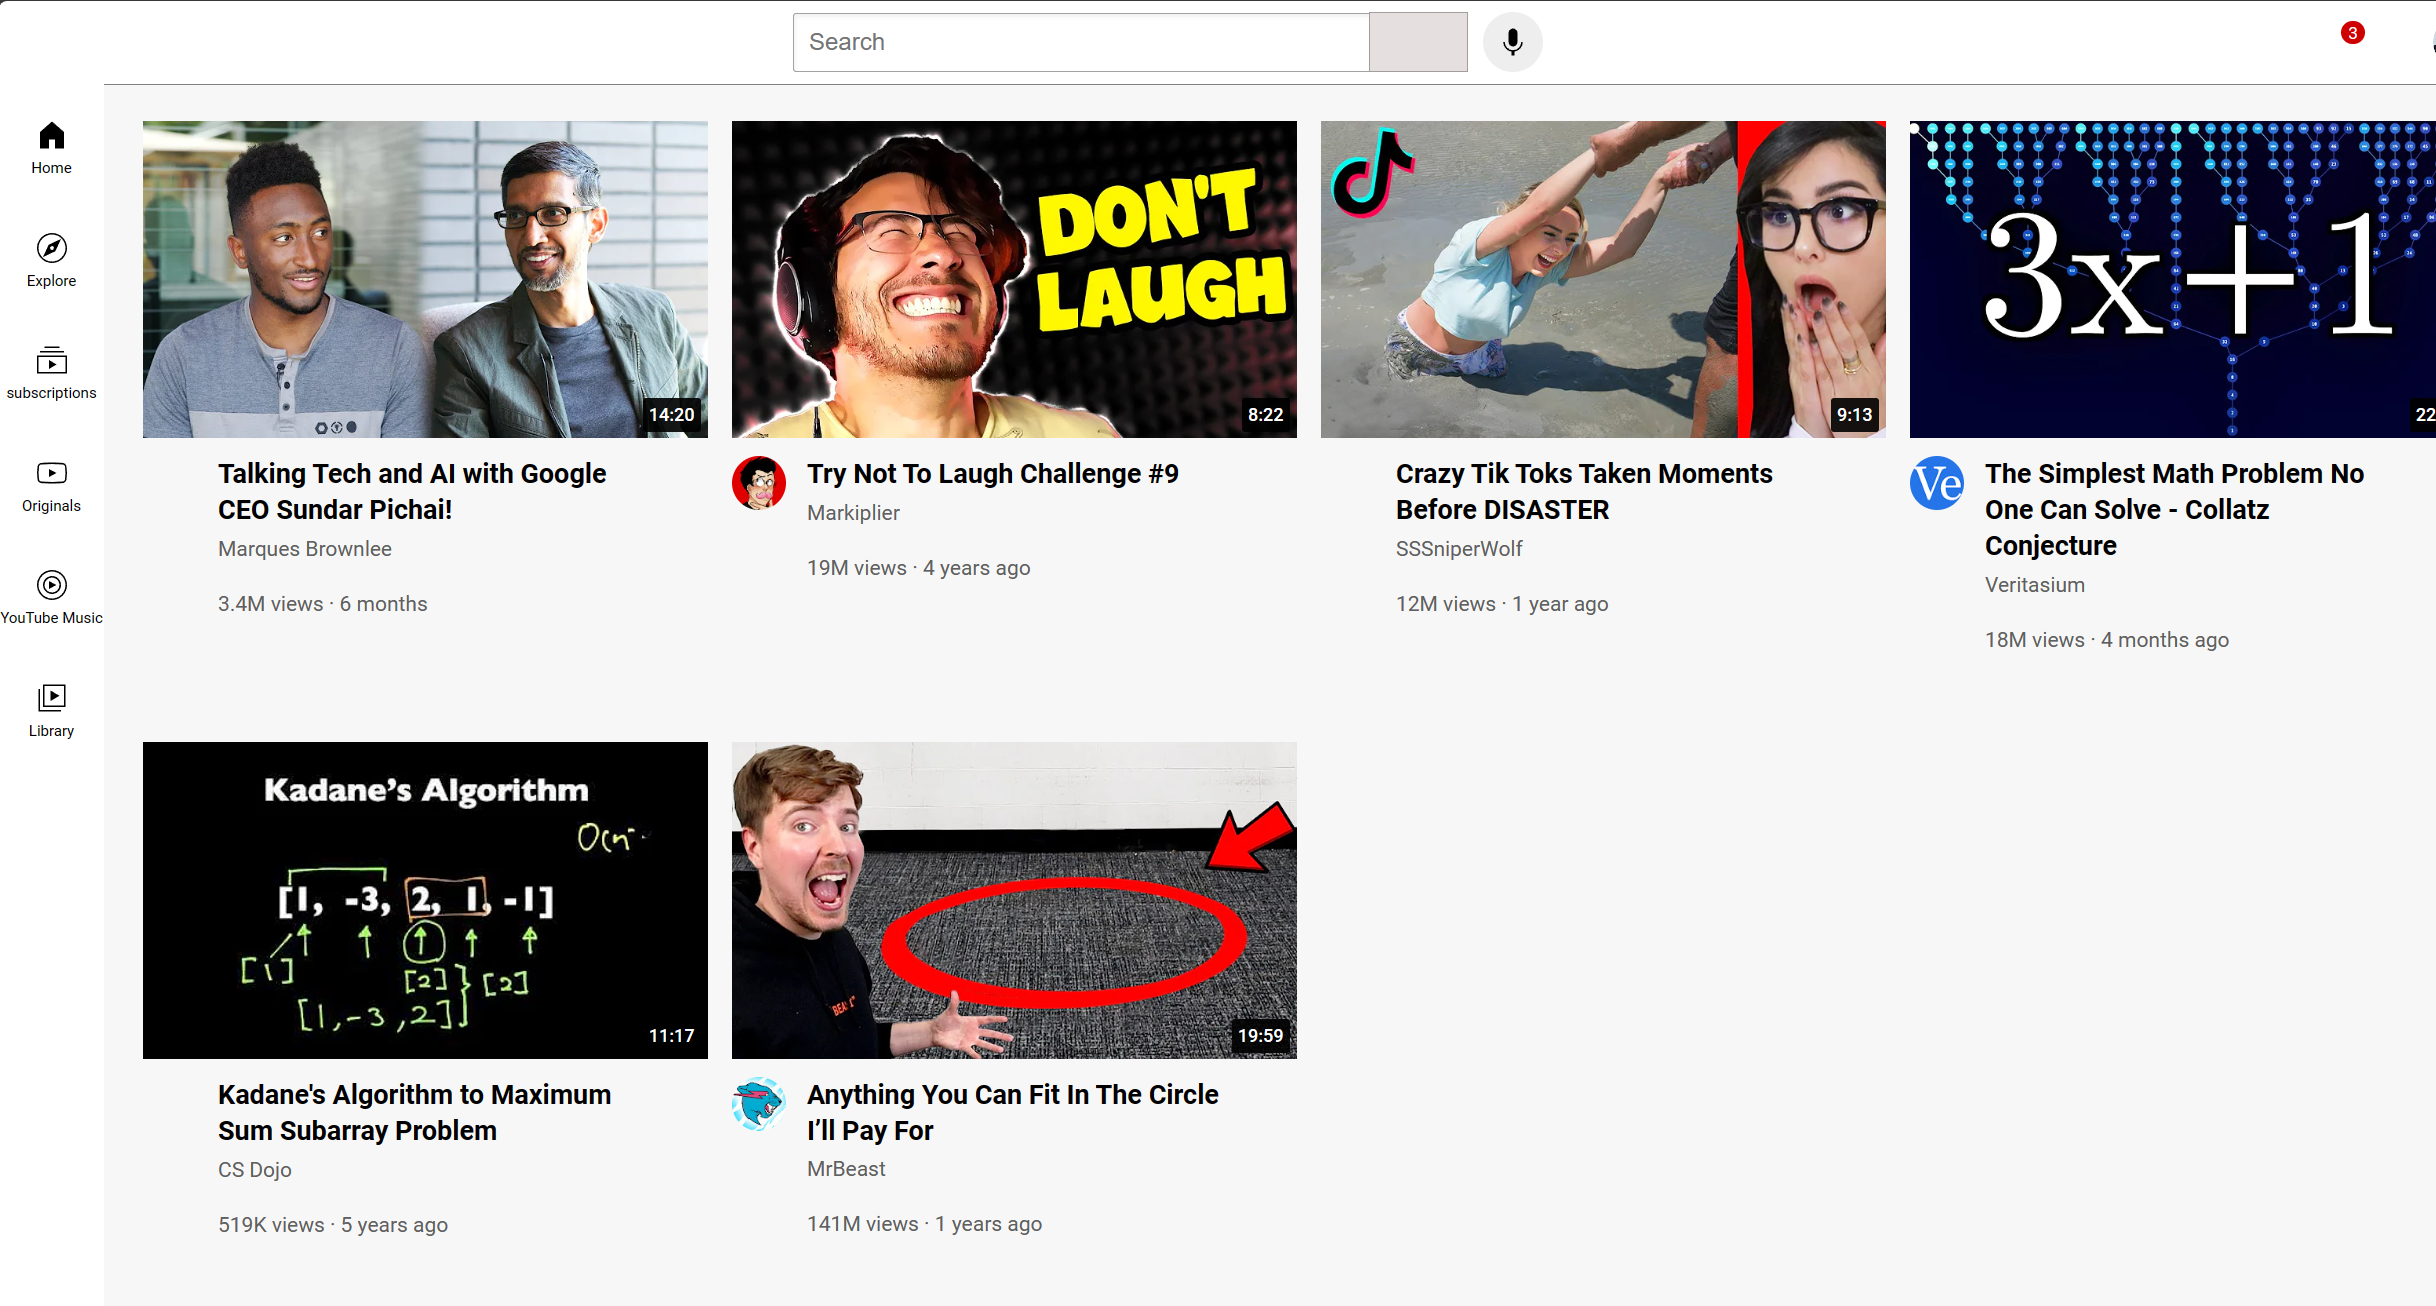 Search
3
Home
Explore
subscriptions
Originals
YouTube Music
Library
14:20
Talking Tech and AI with Google
CEO Sundar Pichai!
Marques Brownlee
3.4M views · 6 months
DON'T
LAUGH
8:22
Try Not To Laugh Challenge #9
Markiplier
19M views · 4 years ago
9:13
Crazy Tik Toks Taken Moments
Before DISASTER
SSSniperWolf
12M views · 1 year ago
3x+1
22
Ve
The Simplest Math Problem No
One Can Solve - Collatz
Conjecture
Veritasium
18M views · 4 months ago
Kadane's Algorithm
[1, -3, 2, 1, -1]
[1]
[2]
[2]
[1,-3,2]
11:17
Kadane's Algorithm to Maximum
Sum Subarray Problem
CS Dojo
519K views · 5 years ago
19:59
Anything You Can Fit In The Circle
I’ll Pay For
MrBeast
141M views · 1 years ago